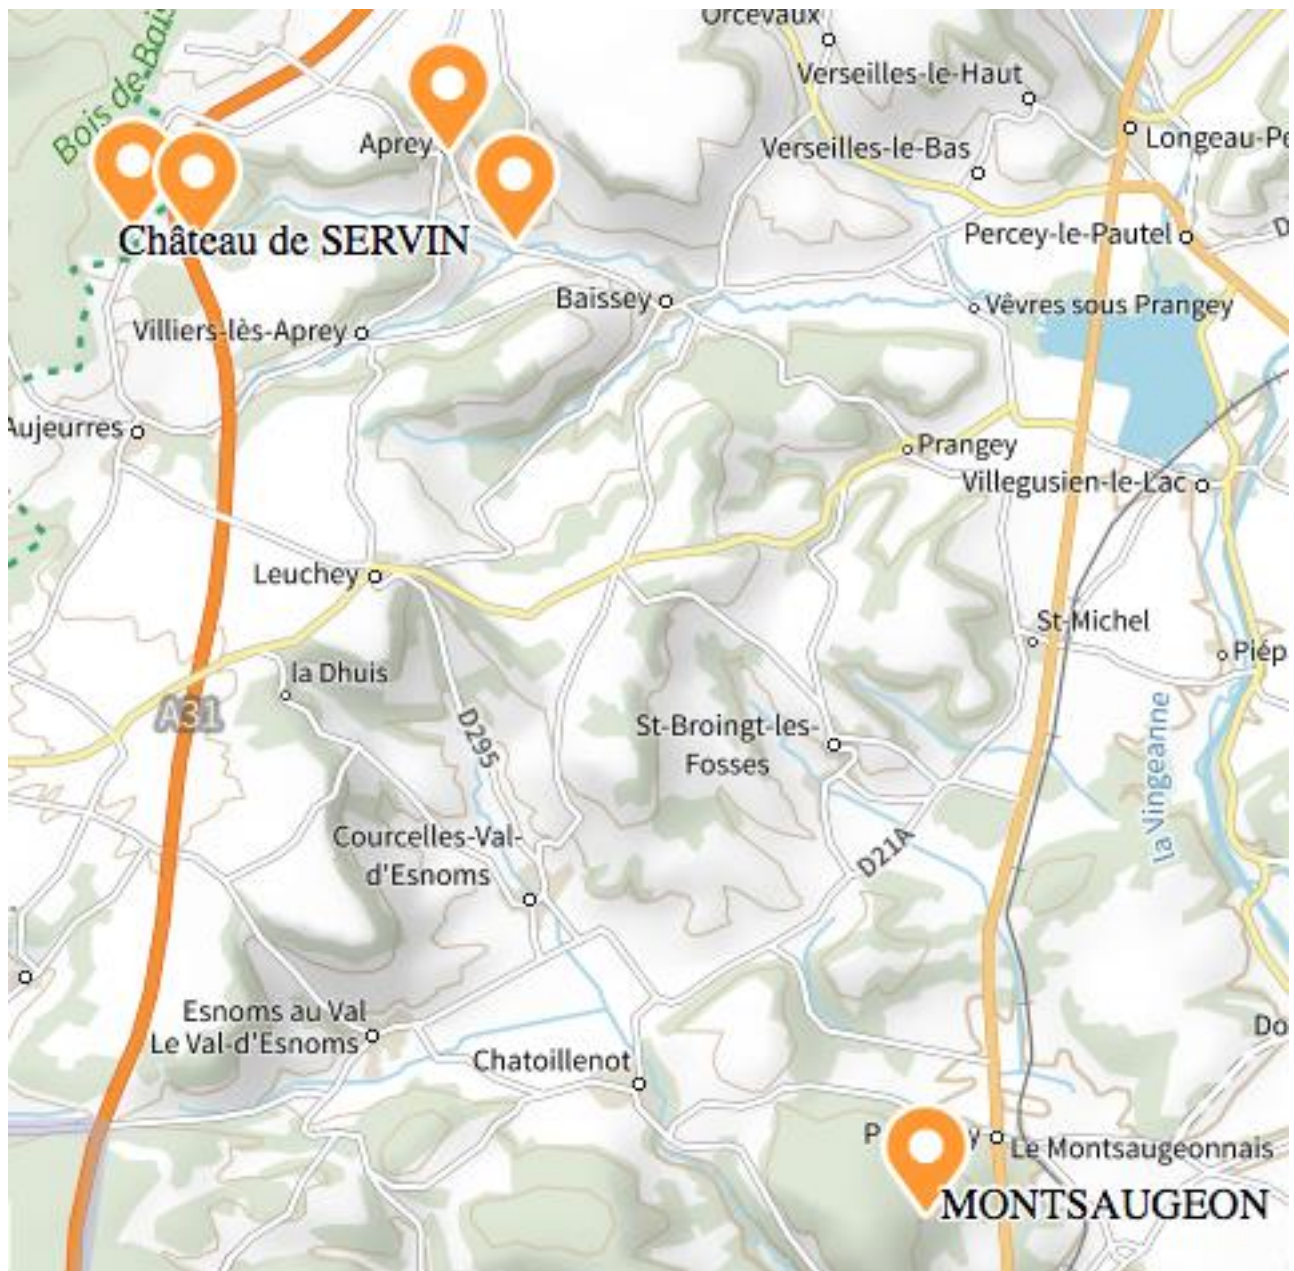 Orcevaux
Bois de Bais
Verseilles-le-Haut
Aprey
Longeau-Pe
Verseilles-le-Bas
Château de SERVIN
Percey-le-Pautel
D
Baissey
Vêvres sous Prangey
Villiers-lès-Aprey
Aujeurres
Prangey
Villegusien-le-Lac
Leuchey
St-Michel
Piép
la Dhuis
A31
D295
St-Broingt-les-
Fosses
la Vingeanne
Courcelles-Val-
d'Esnoms
D21A
Esnoms au Val
Le Val-d'Esnoms
Do
Chatoillenot
P y
Le Montsaugeonnais
MONTSAUGEON